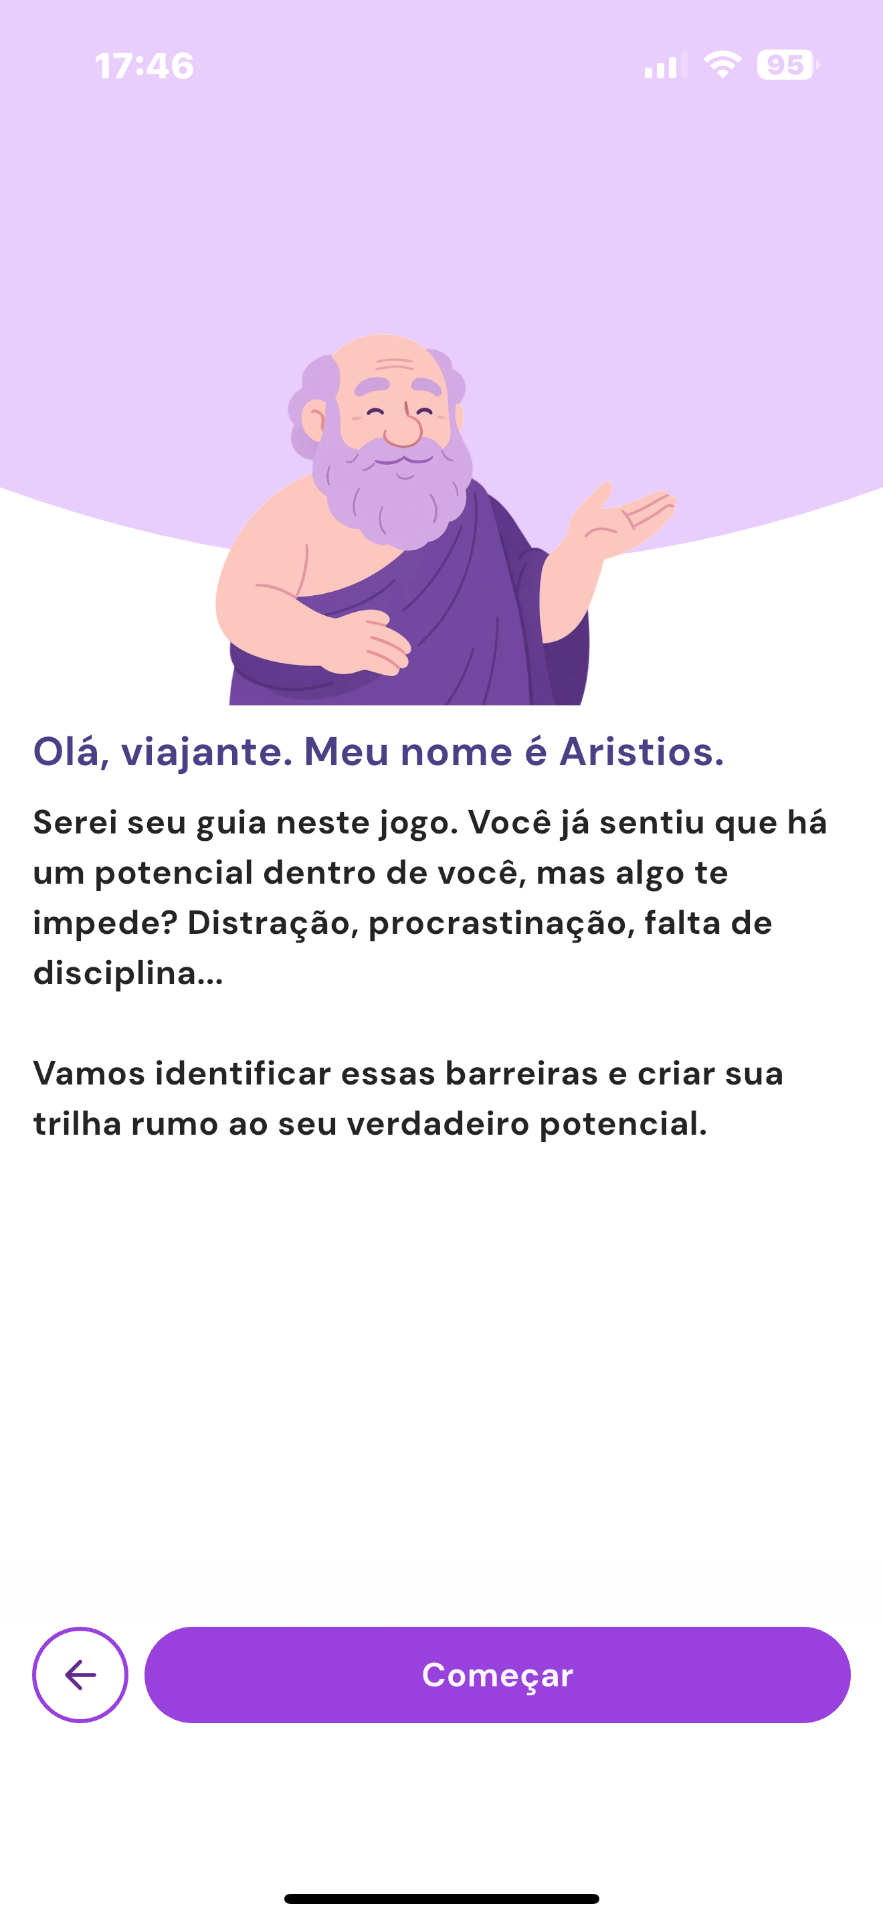 17:46
95
Olá, viajante. Meu nome é Aristios.
Serei seu guia neste jogo. Você já sentiu que há
um potencial dentro de você, mas algo te
impede? Distração, procrastinação, falta de
disciplina...
Vamos identificar essas barreiras e criar sua
trilha rumo ao seu verdadeiro potencial.
Começar